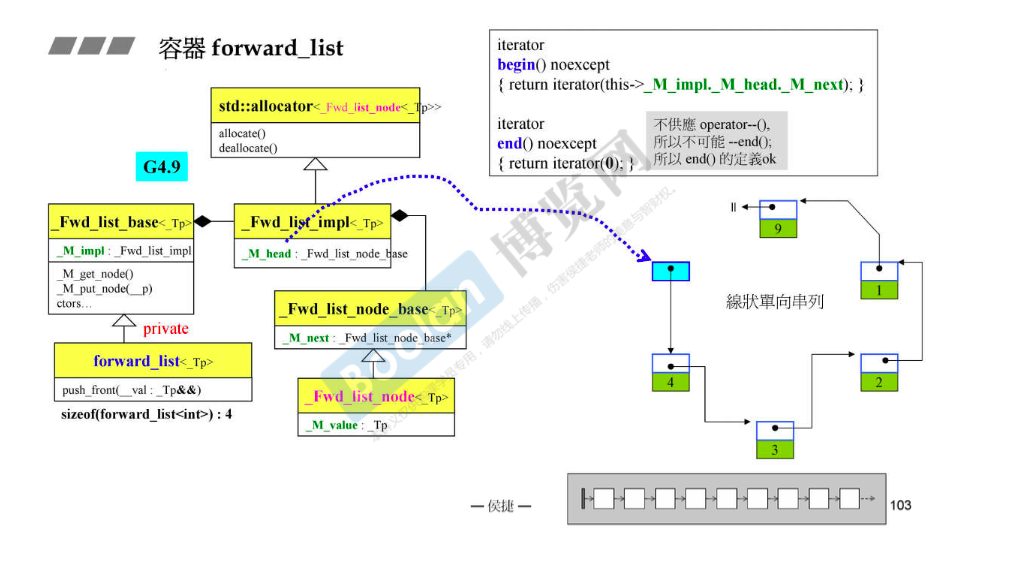 容器 forward_list
iterator
begin() noexcept
{ return iterator(this->_M_impl._M_head._M_next); }
iterator
end() noexcept
{ return iterator(0); }
不供應 operator--(),
所以不可能 --end();
所以 end() 的定義ok
std::allocator<_Fwd_list_node<_Tp>>
allocate()
deallocate()
G4.9
_Fwd_list_base<_Tp>
_M_impl : _Fwd_list_impl
_M_get_node()
_M_put_node(__p)
ctors...
_Fwd_list_impl<_Tp>
_M_head : _Fwd_list_node_base
_Fwd_list_node_base<_Tp>
_M_next : _Fwd_list_node_base*
private
forward_list<_Tp>
push_front(__val : _Tp&&)
sizeof(forward_list<int>) : 4
_Fwd_list_node<_Tp>
_M_value : _Tp
9
1
線狀單向串列
4
2
3
侯捷
103
Boolan 博览网